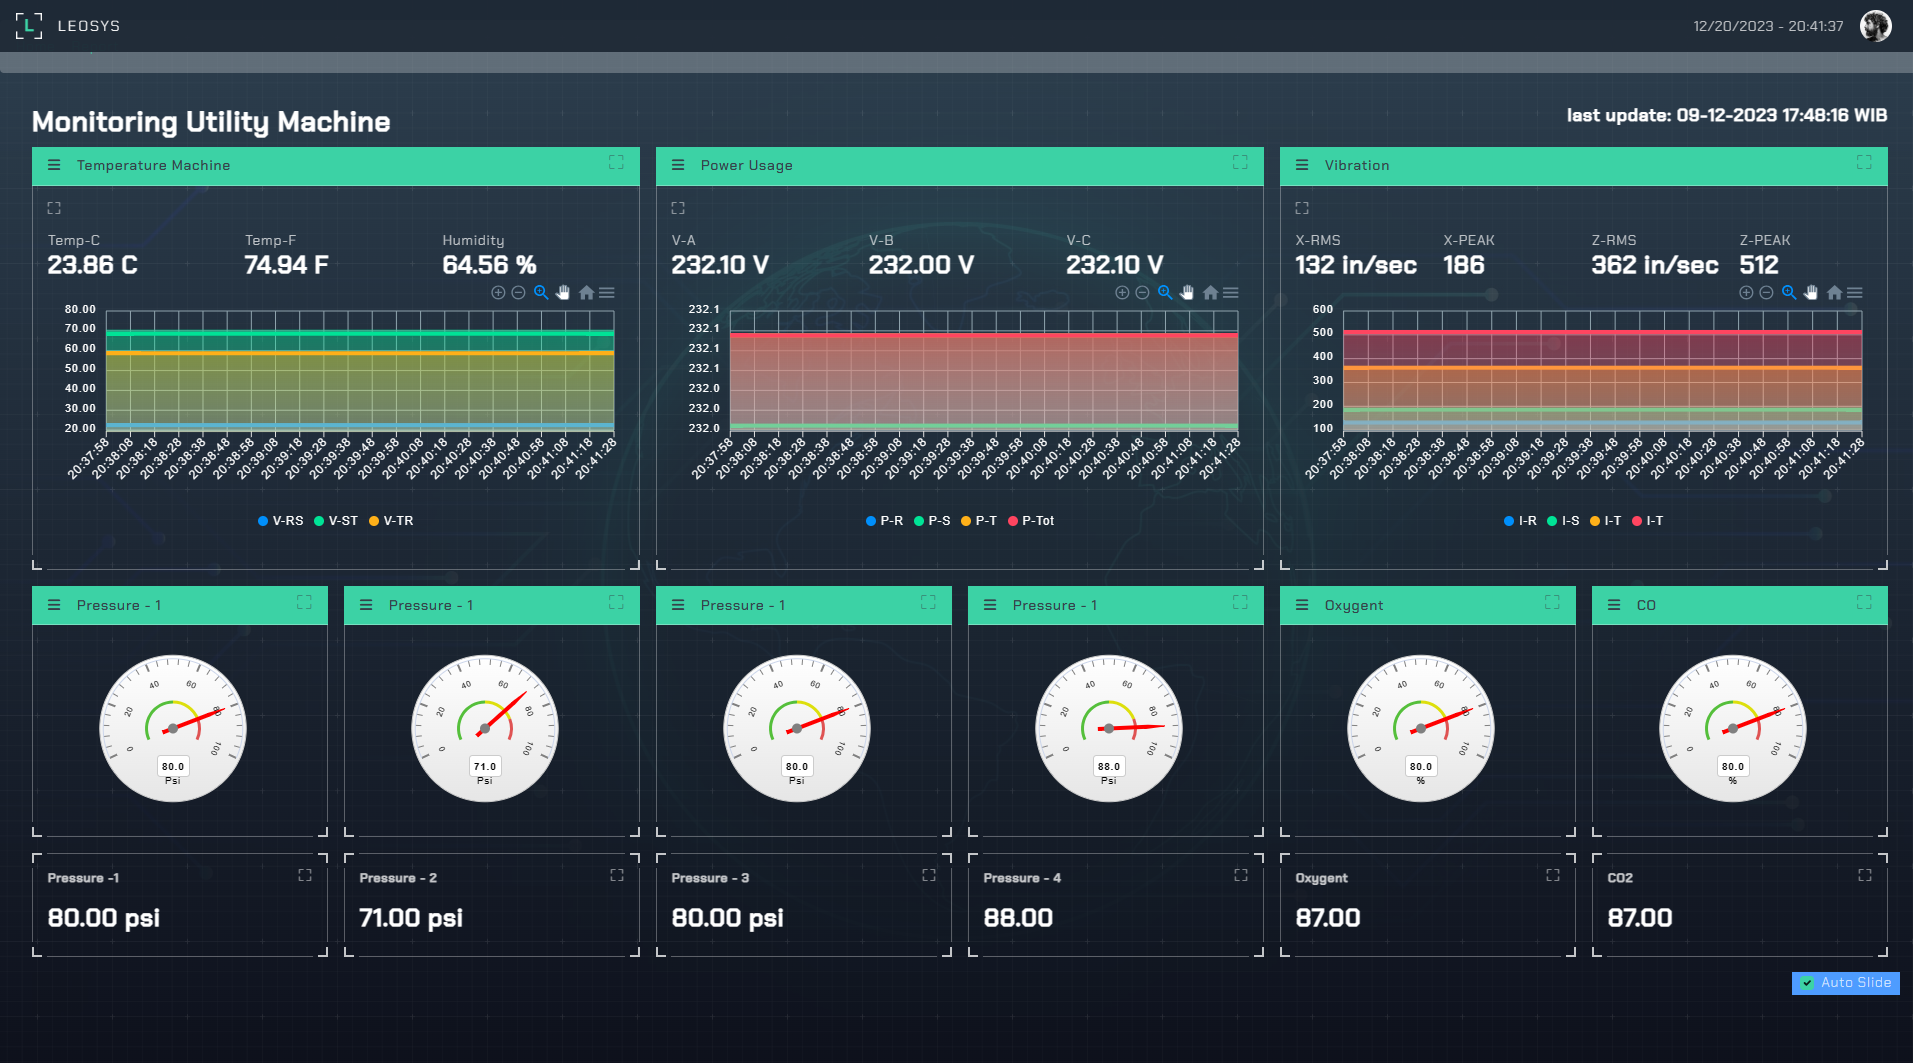 L LEOSYS
12/20/2023 - 20:41:37
Monitoring Utility Machine
last update: 09-12-2023 17:48:16 WIB
Temperature Machine
Temp-C Temp-F Humidity
23.86 C 74.94 F 64.56 %
80.00
70.00
60.00
50.00
40.00
30.00
20.00
20:37:58 20:38:08 20:38:18 20:38:28 20:38:38 20:38:48 20:38:58 20:39:08 20:39:18 20:39:28 20:39:38 20:39:48 20:39:58 20:40:08 20:40:18 20:40:28 20:40:38 20:40:48 20:40:58 20:41:08 20:41:18 20:41:28
V-RS V-ST V-TR
Power Usage
V-A V-B V-C
232.10 V 232.00 V 232.10 V
232.1
232.1
232.1
232.1
232.0
232.0
232.0
20:37:58 20:38:08 20:38:18 20:38:28 20:38:38 20:38:48 20:38:58 20:39:08 20:39:18 20:39:28 20:39:38 20:39:48 20:39:58 20:40:08 20:40:18 20:40:28 20:40:38 20:40:48 20:40:58 20:41:08 20:41:18 20:41:28
P-R P-S P-T P-Tot
Vibration
X-RMS X-PEAK Z-RMS Z-PEAK
132 in/sec 186 362 in/sec 512
600
500
400
300
200
100
20:37:58 20:38:08 20:38:18 20:38:28 20:38:38 20:38:48 20:38:58 20:39:08 20:39:18 20:39:28 20:39:38 20:39:48 20:39:58 20:40:08 20:40:18 20:40:28 20:40:38 20:40:48 20:40:58 20:41:08 20:41:18 20:41:28
I-R I-S I-T I-T
Pressure - 1
0 20 40 60 80 100
80.0
Psi
Pressure - 1
0 20 40 60 80 100
71.0
Psi
Pressure - 1
0 20 40 60 80 100
80.0
Psi
Pressure - 1
0 20 40 60 80 100
88.0
Psi
Oxygent
0 20 40 60 80 100
80.0
%
CO
0 20 40 60 80 100
80.0
%
Pressure -1
80.00 psi
Pressure - 2
71.00 psi
Pressure - 3
80.00 psi
Pressure - 4
88.00
Oxygent
87.00
CO2
87.00
Auto Slide